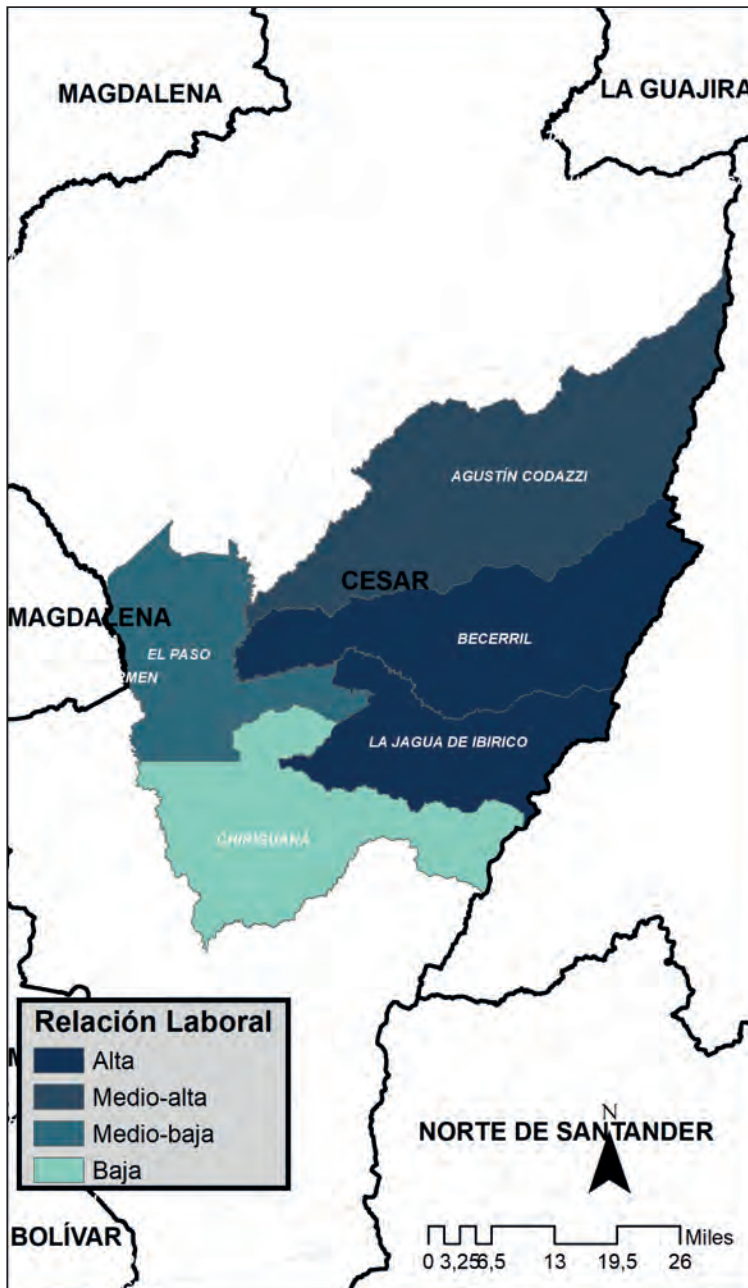 MAGDALENA
LA GUAJIRA
AGUSTÍN CODAZZI
CESAR
MAGDALENA
BECERRIL
EL PASO
RMEN
LA JAGUA DE IBIRICO
CHIRIGUANÁ
Relación Laboral
Alta
M
Medio-alta
Medio-baja
Baja
N
NORTE DE SANTANDER
BOLÍVAR
Miles
0 3,25 6,5 13 19,5 26